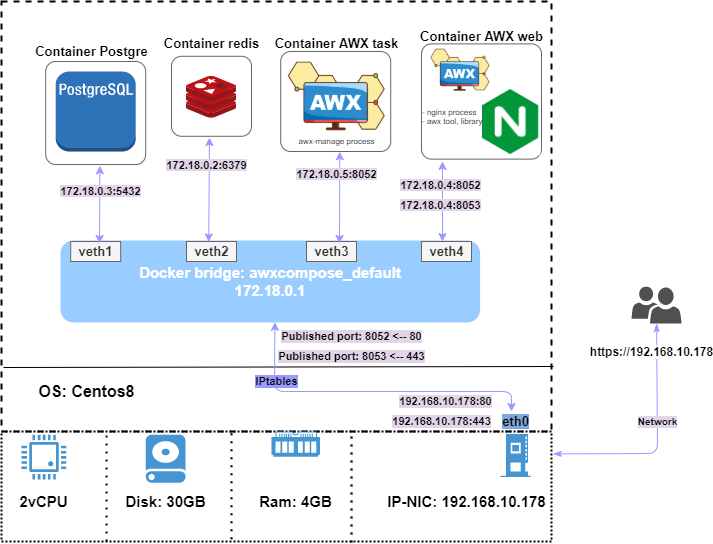 Container Postgre
Container redis
Container AWX task
Container AWX web
PostgreSQL
AWX
awx-manage process
AWX
- nginx process
- awx tool, library
N
172.18.0.3:5432
172.18.0.2:6379
172.18.0.5:8052
172.18.0.4:8052
172.18.0.4:8053
veth1
veth2
veth3
veth4
Docker bridge: awxcompose_default
172.18.0.1
Published port: 8052 <-- 80
Published port: 8053 <-- 443
https://192.168.10.178
IPtables
OS: Centos8
192.168.10.178:80
192.168.10.178:443
eth0
Network
2vCPU
Disk: 30GB
Ram: 4GB
IP-NIC: 192.168.10.178